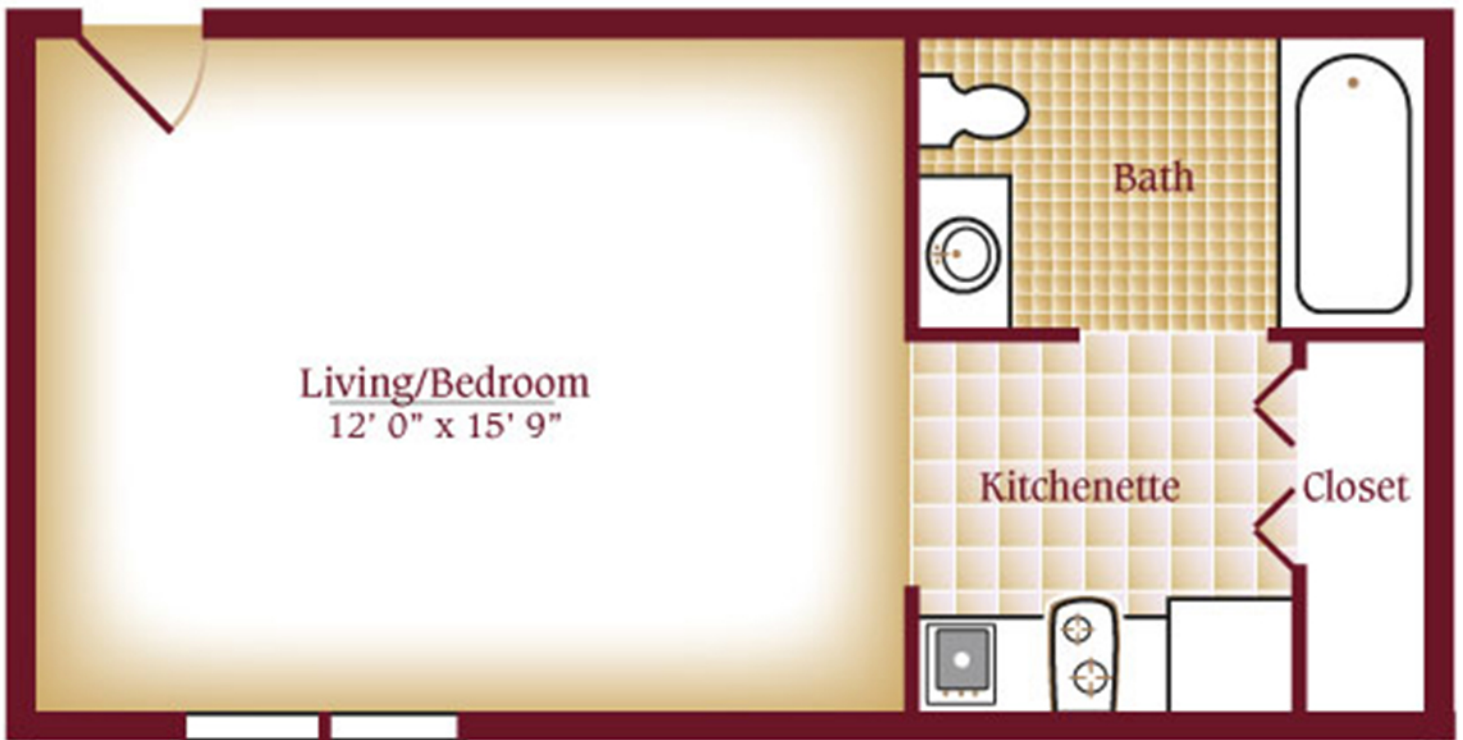 Bath
Living/Bedroom
12’ 0” x 15' 9”
Kitchenette
Closet